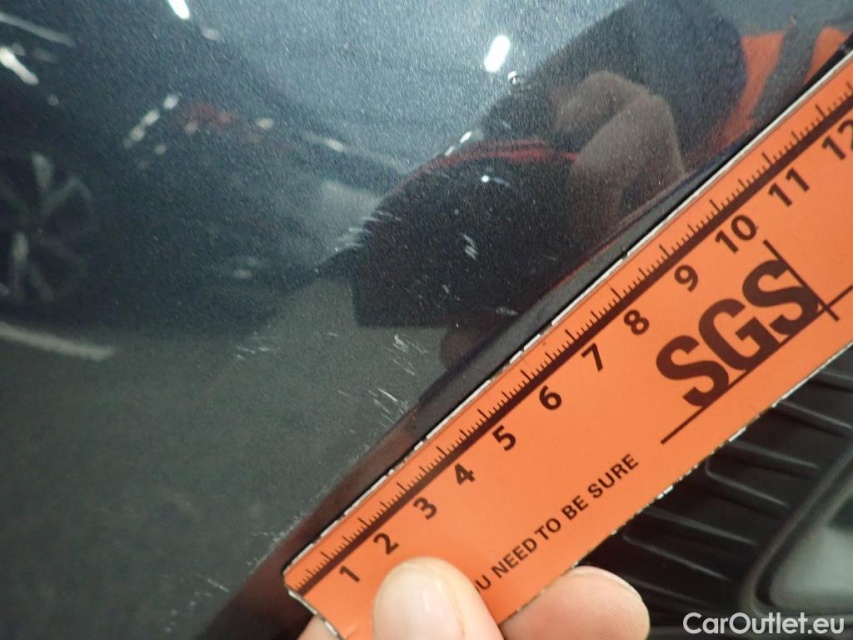 1 2 3 4 5 6 7 8 9 10 11 12
SGS
NEED TO BE SURE
CarOutlet.eu